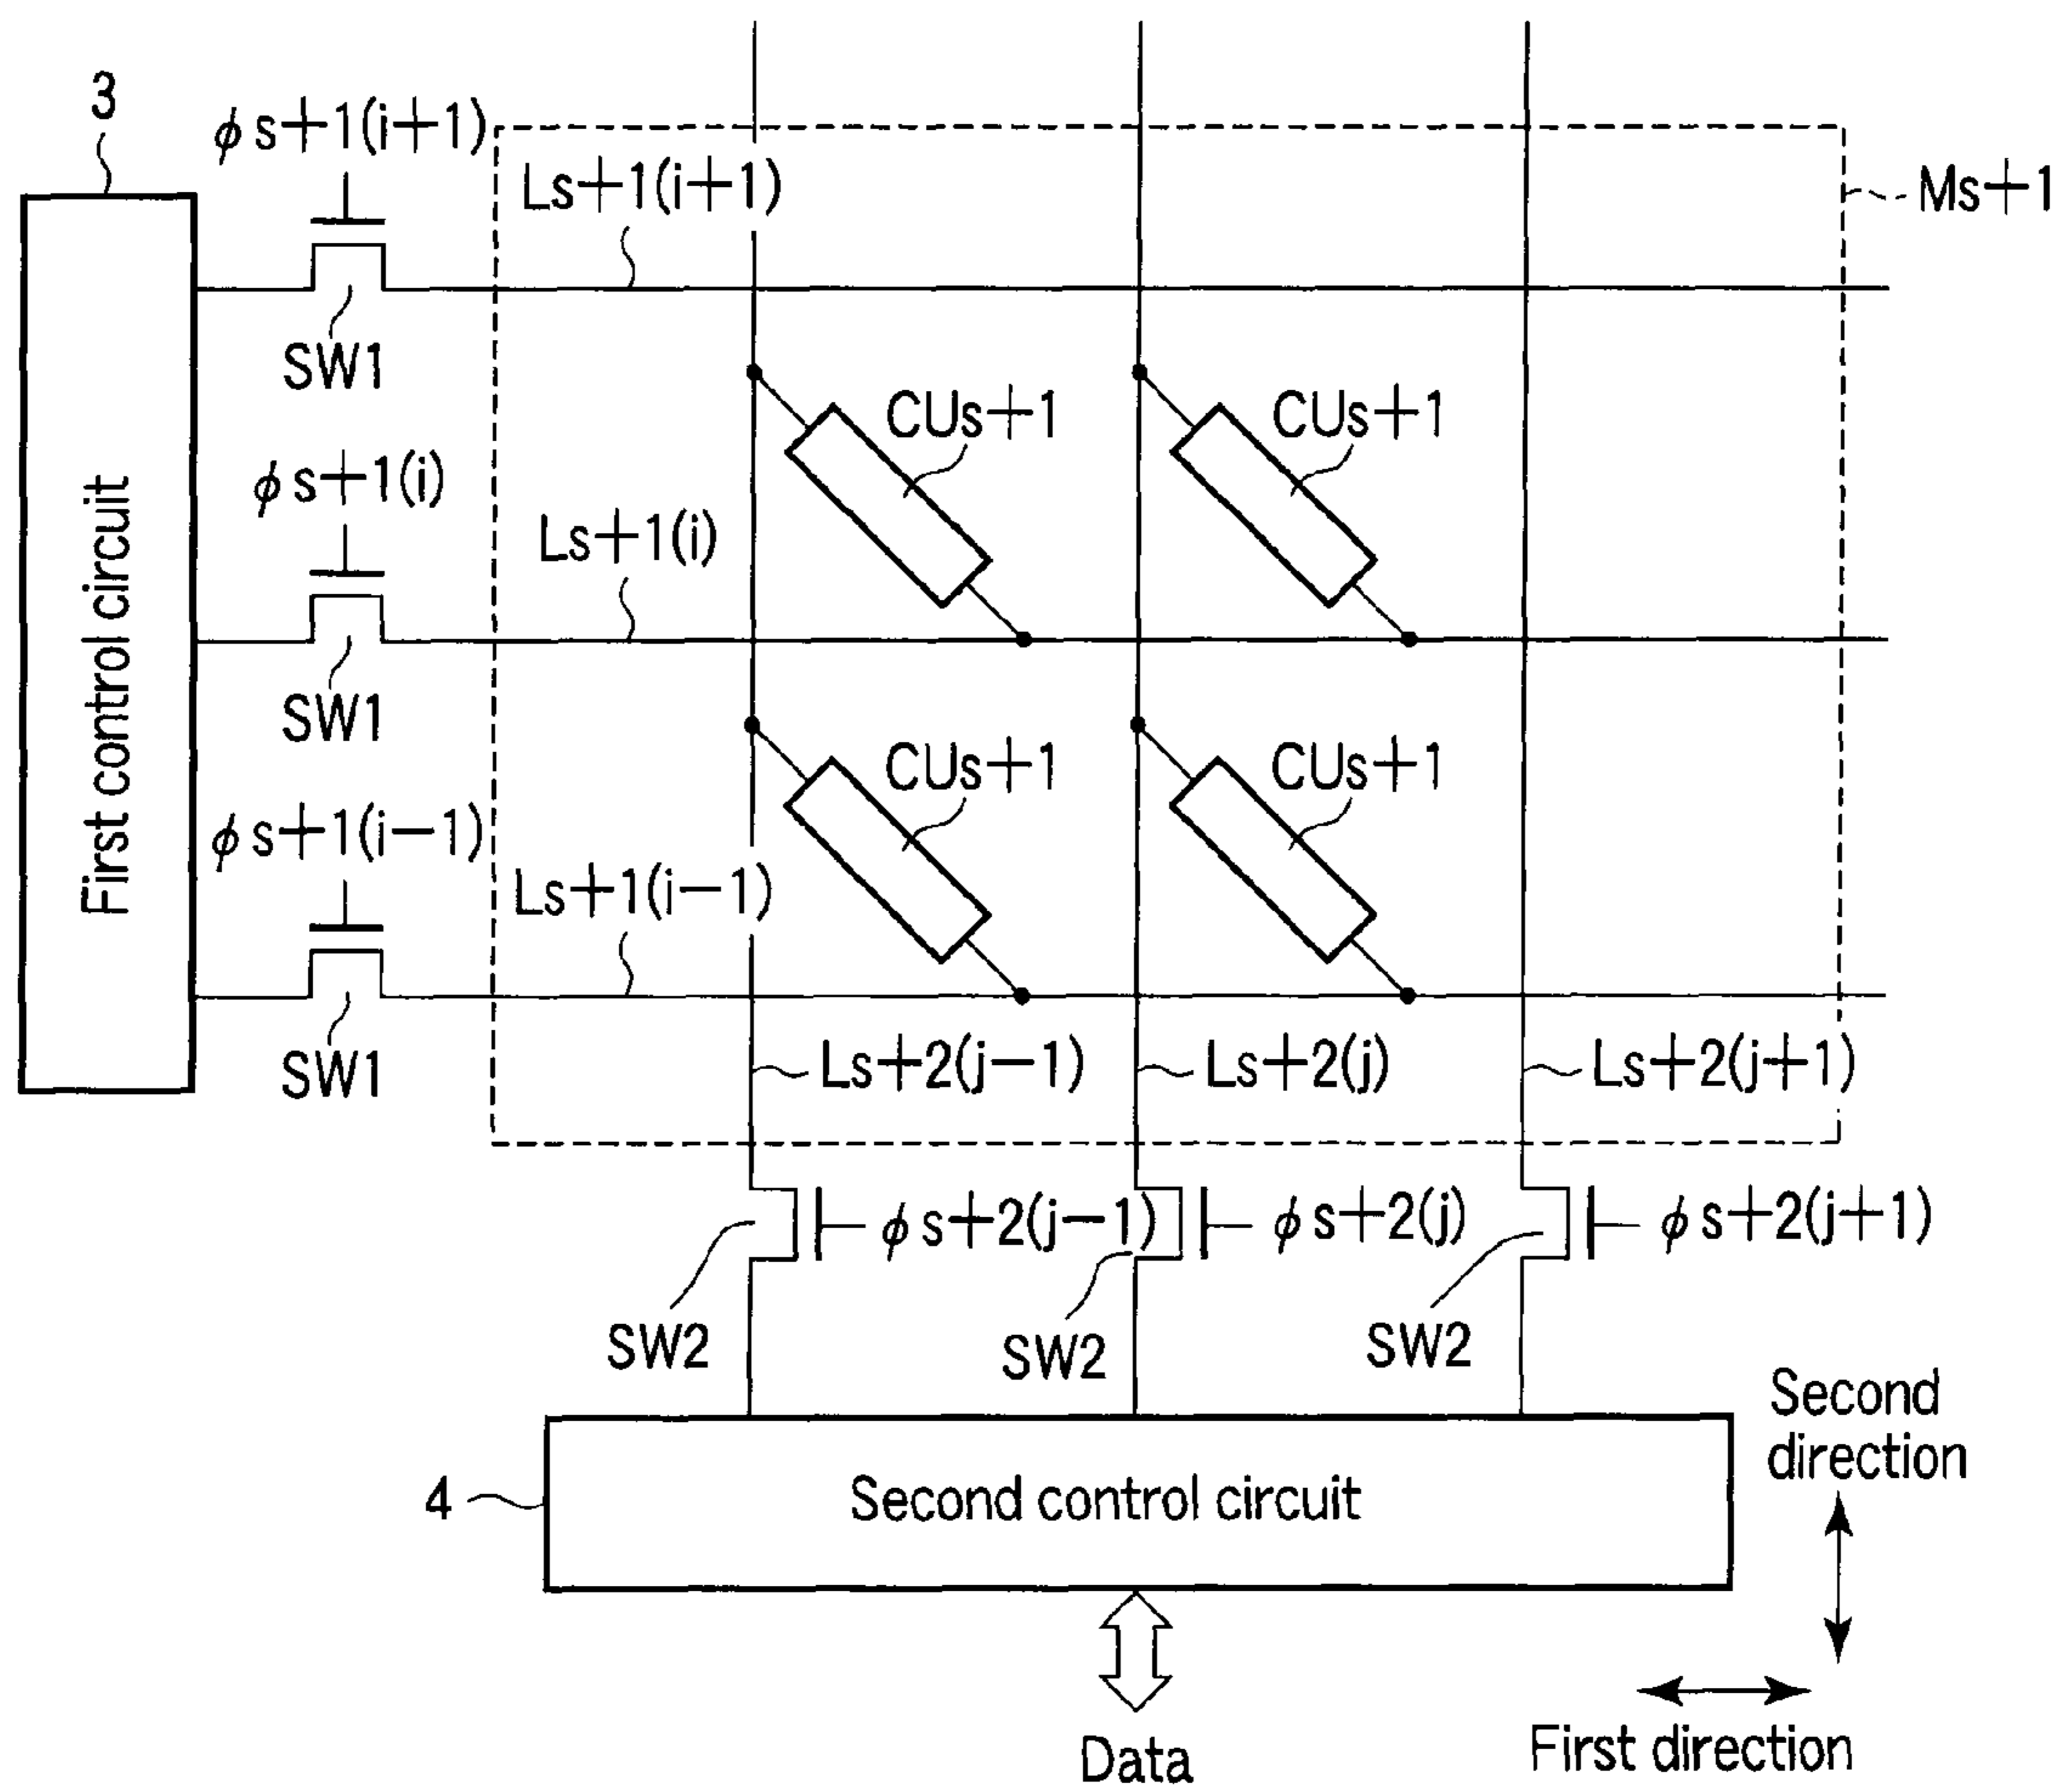 3
ϕs+1(i+1)
Ls+1(i+1)
Ms+1
SW1
CUs+1
CUs+1
ϕs+1(i)
Ls+1(i)
First control circuit
SW1
CUs+1
CUs+1
ϕs+1(i−1)
Ls+1(i−1)
SW1
Ls+2(j−1)
Ls+2(j)
Ls+2(j+1)
ϕs+2(j−1)
ϕs+2(j)
ϕs+2(j+1)
SW2
SW2
SW2
Second
direction
4
Second control circuit
First direction
Data